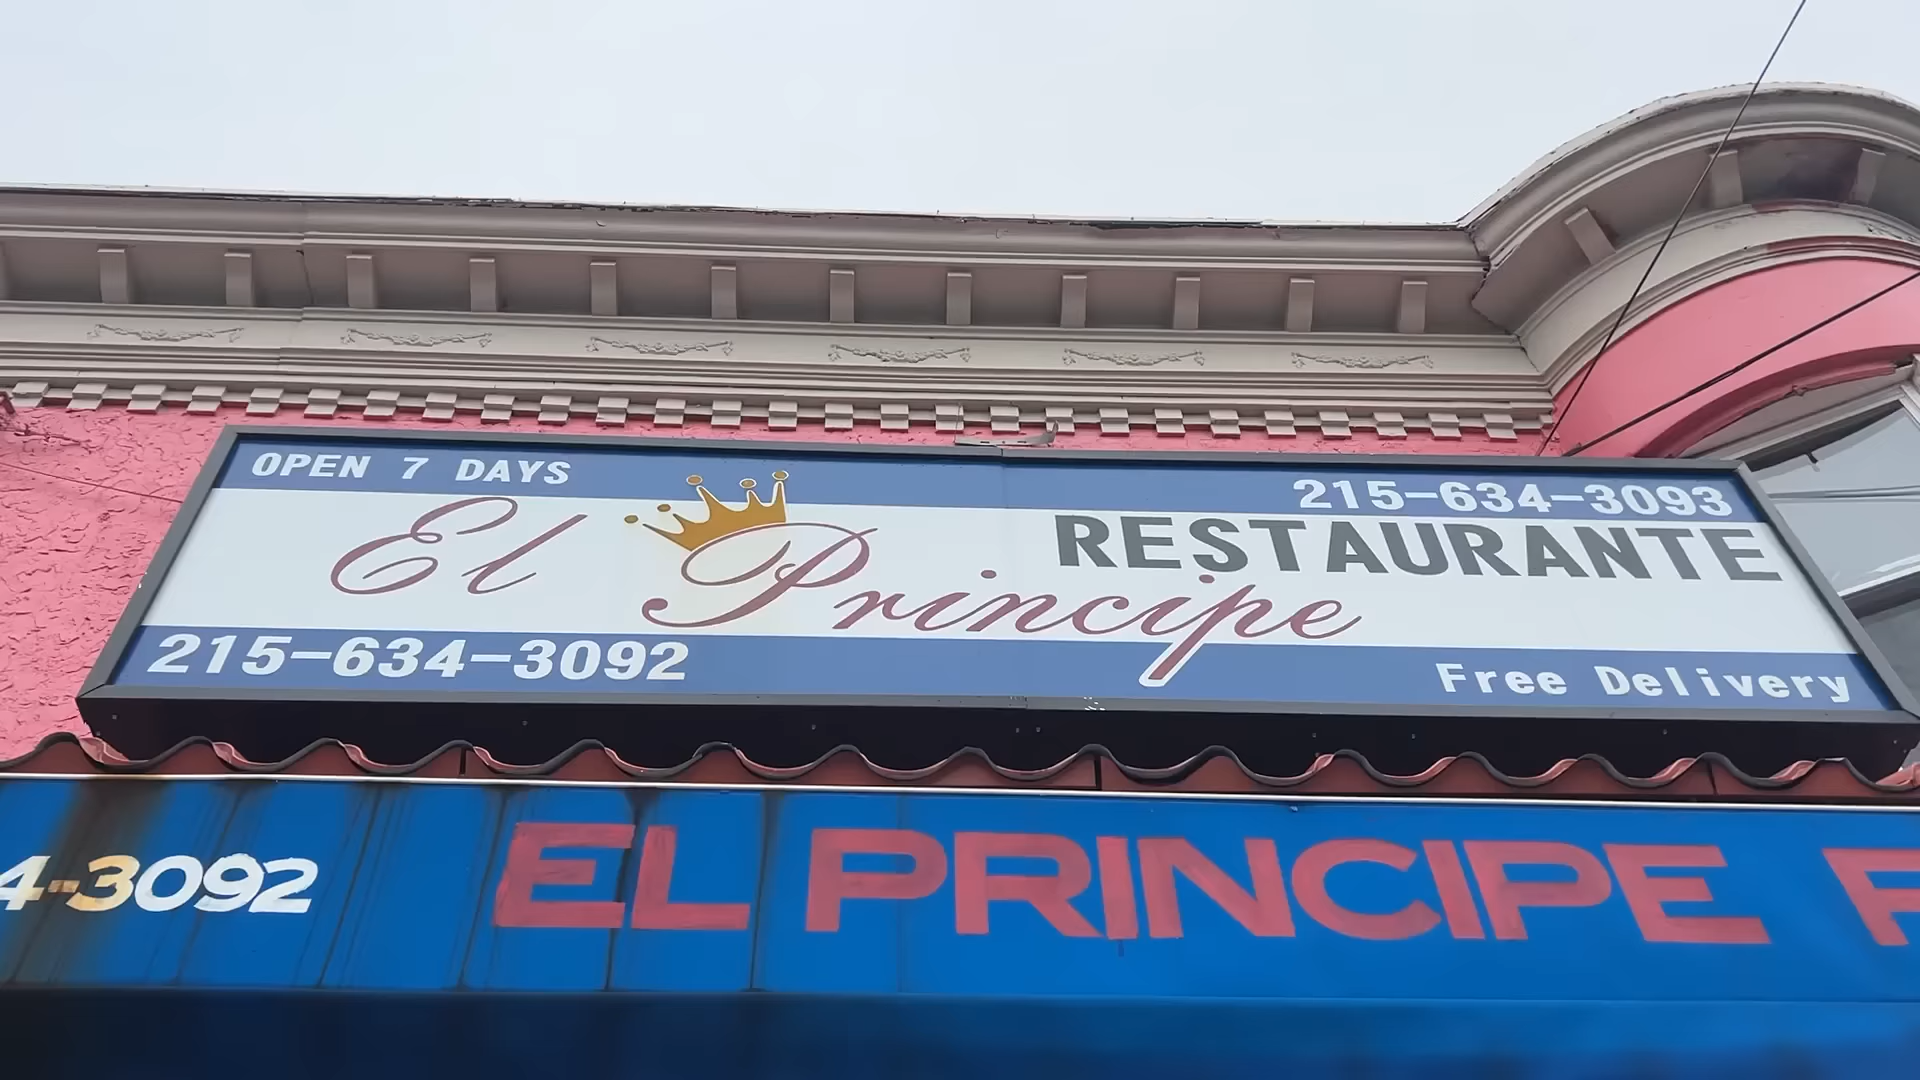 OPEN 7 DAYS
215-634-3093
RESTAURANTE
El Principe
215-634-3092
Free Delivery
4-3092
EL PRINCIPE